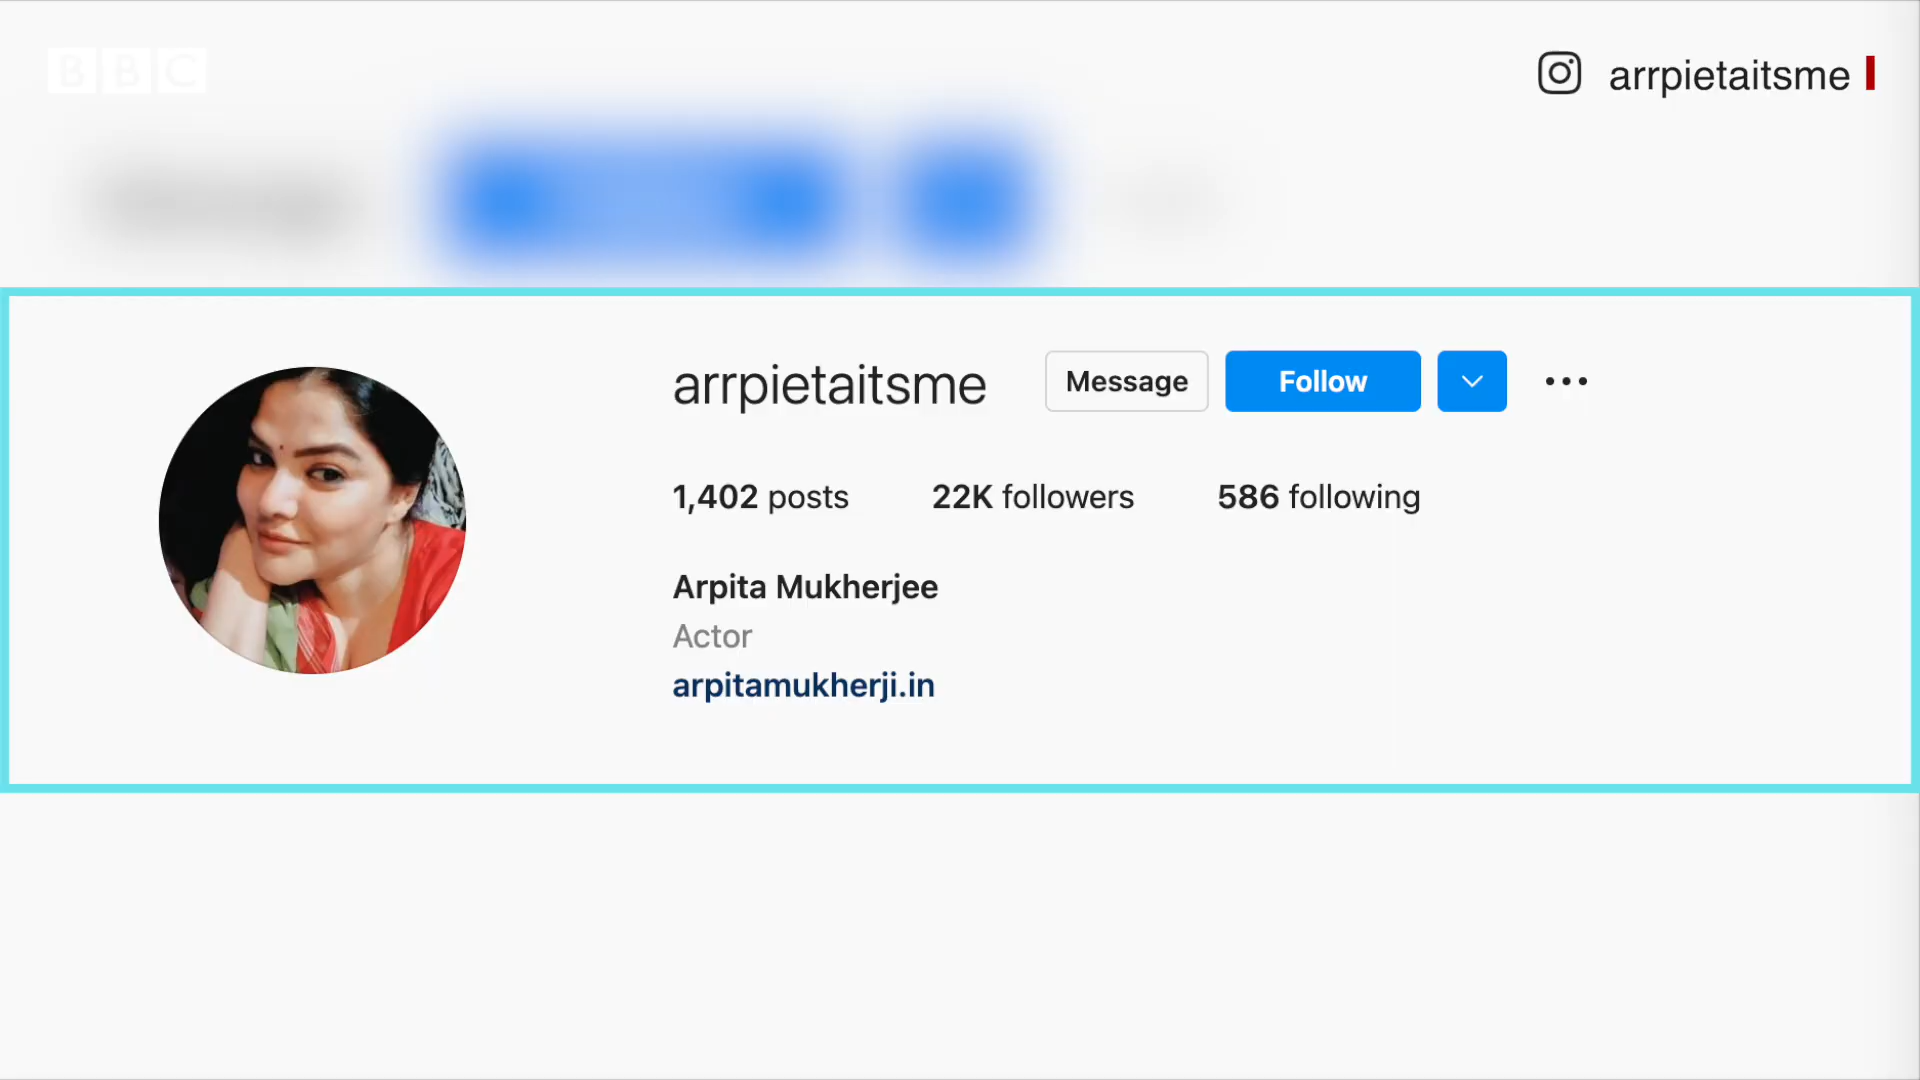 BBC
arrpietaitsme
arrpietaitsme Message Follow
1,402 posts 22K followers 586 following
Arpita Mukherjee
Actor
arpitamukherji.in